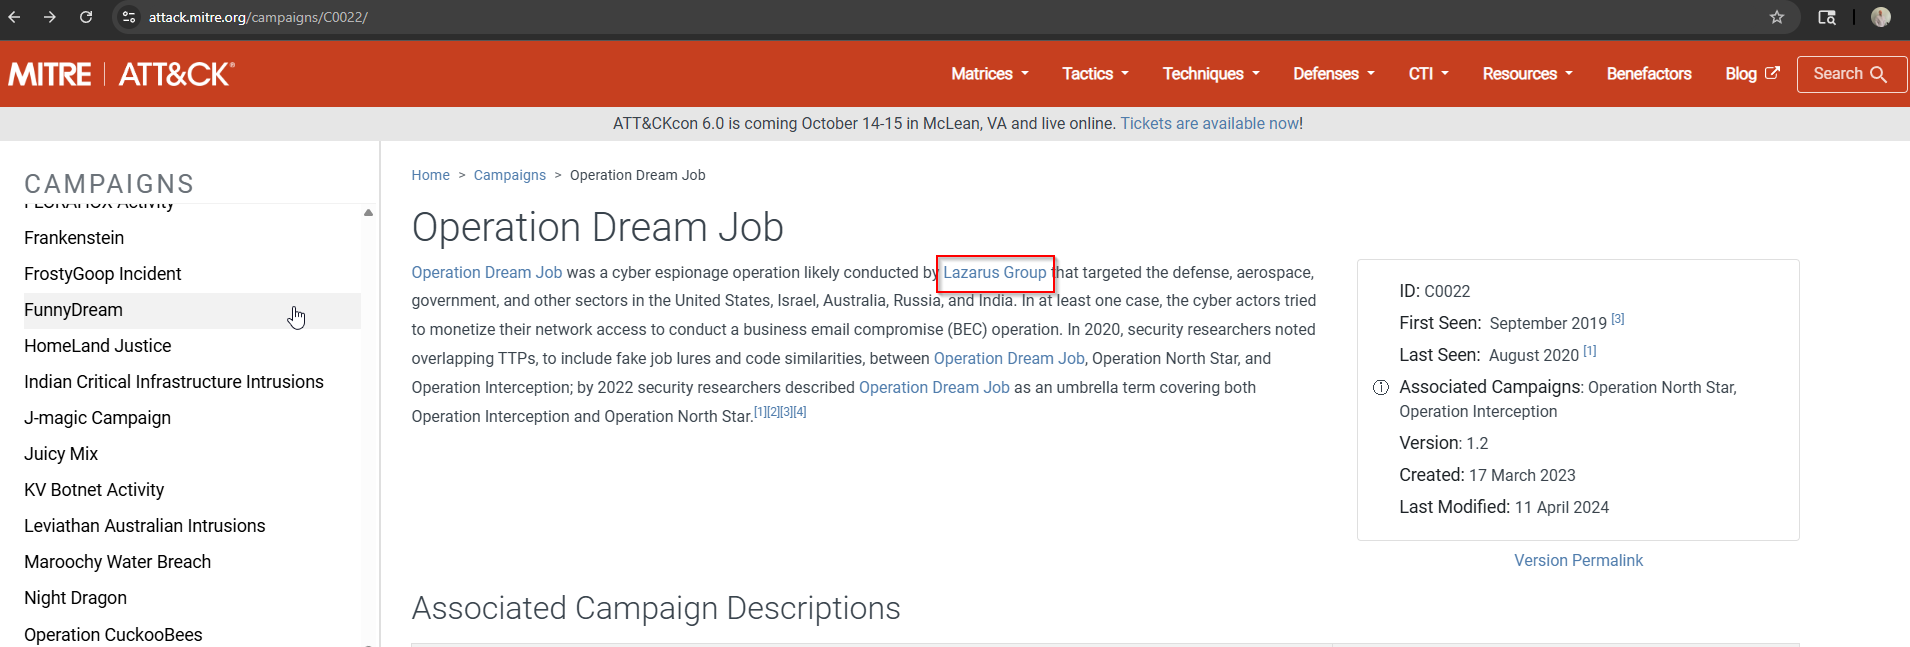 attack.mitre.org/campaigns/C0022/
MITRE | ATT&CK®
Matrices Tactics Techniques Defenses CTI Resources Benefactors Blog Search
ATT&CKcon 6.0 is coming October 14-15 in McLean, VA and live online. Tickets are available now!
CAMPAIGNS
Frankenstein
FrostyGoop Incident
FunnyDream
HomeLand Justice
Indian Critical Infrastructure Intrusions
J-magic Campaign
Juicy Mix
KV Botnet Activity
Leviathan Australian Intrusions
Maroochy Water Breach
Night Dragon
Operation CuckooBees
Home > Campaigns > Operation Dream Job
Operation Dream Job
Operation Dream Job was a cyber espionage operation likely conducted by Lazarus Group that targeted the defense, aerospace,
government, and other sectors in the United States, Israel, Australia, Russia, and India. In at least one case, the cyber actors tried
to monetize their network access to conduct a business email compromise (BEC) operation. In 2020, security researchers noted
overlapping TTPs, to include fake job lures and code similarities, between Operation Dream Job, Operation North Star, and
Operation Interception; by 2022 security researchers described Operation Dream Job as an umbrella term covering both
Operation Interception and Operation North Star.[1][2][3][4]
ID: C0022
First Seen: September 2019 [3]
Last Seen: August 2020 [1]
Associated Campaigns: Operation North Star,
Operation Interception
Version: 1.2
Created: 17 March 2023
Last Modified: 11 April 2024
Version Permalink
Associated Campaign Descriptions